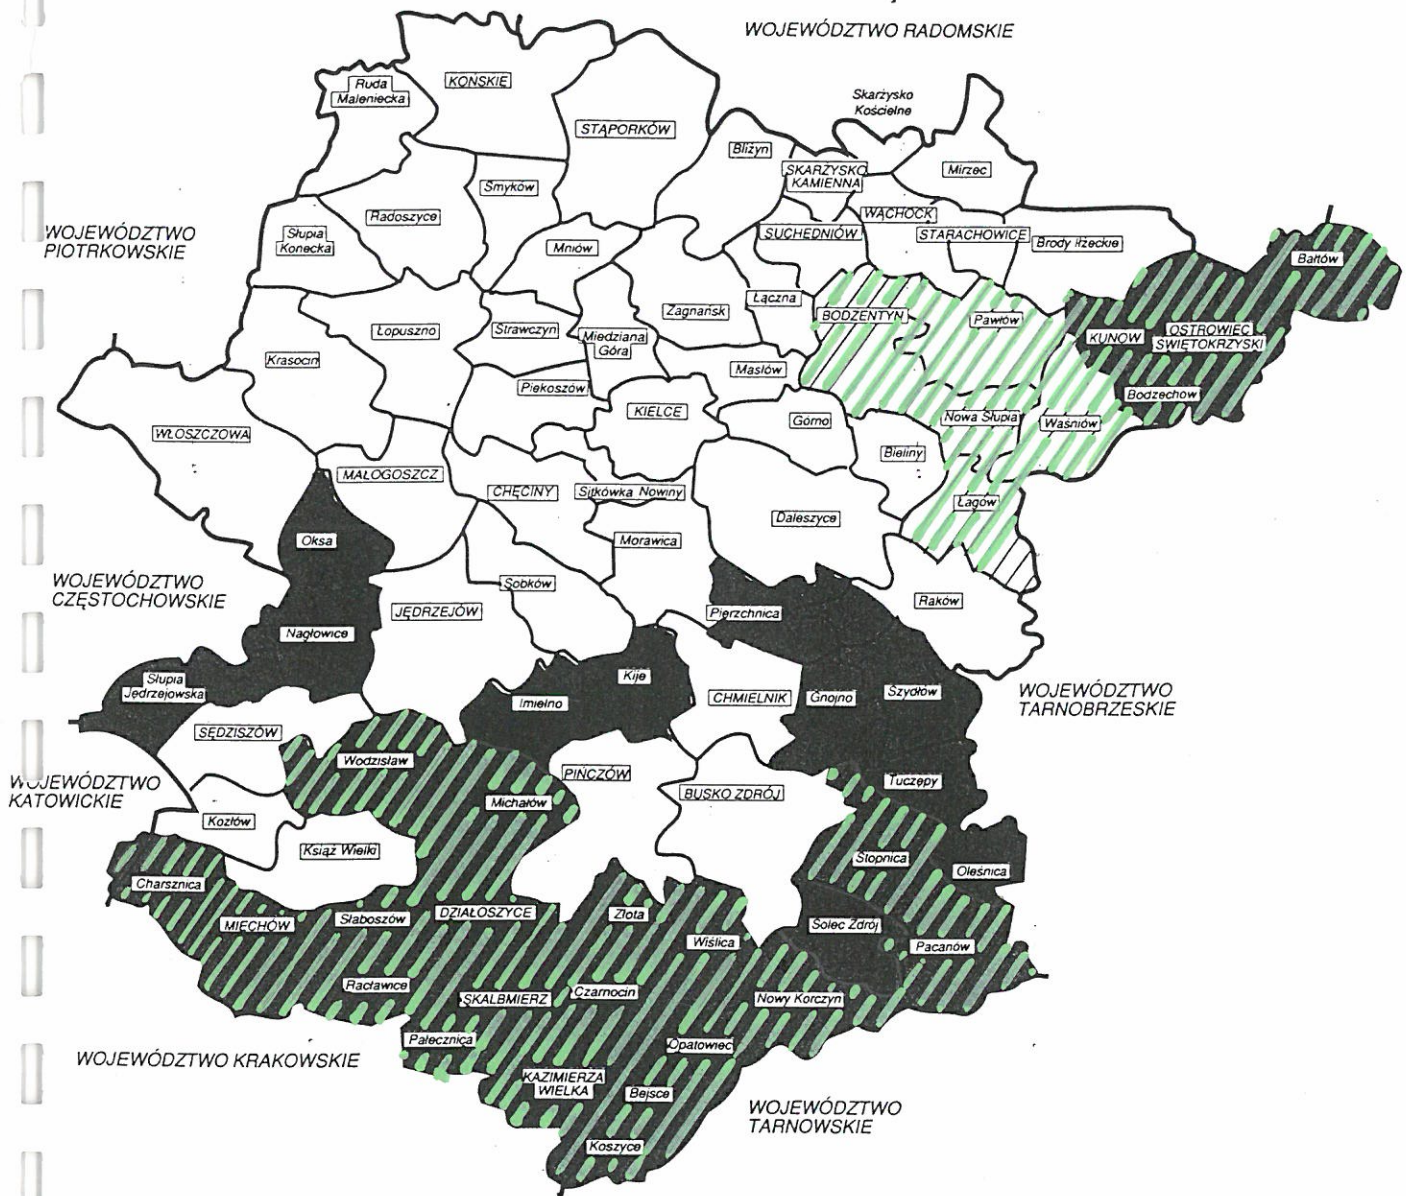 WOJEWÓDZTWO RADOMSKIE
Ruda
Maleniecka
KOŃSKIE
Skarżysko
Kościelne
STĄPORKÓW
Bliżyn
SKARŻYSKO
KAMIENNA
Mirzec
Smyków
Radoszyce
WĄCHOCK
WOJEWÓDZTWO
PIOTRKOWSKIE
Słupia
Konecka
Mniów
SUCHEDNIÓW
STARACHOWICE
Brody Iłżeckie
Bałtów
Łączna
Zagnańsk
BODZENTYN
Pawłów
Łopuszno
Strawczyn
Miedziana
Góra
KUNÓW
OSTROWIEC
ŚWIĘTOKRZYSKI
Krasocin
Masłów
Piekoszów
Bodzechów
KIELCE
Górno
Nowa Słupia
Waśniów
WŁOSZCZOWA
Bieliny
MAŁOGOSZCZ
CHĘCINY
Sitkówka Nowiny
Łagów
Daleszyce
Oksa
Morawica
WOJEWÓDZTWO
CZĘSTOCHOWSKIE
Sobków
Raków
JĘDRZEJÓW
Pierzchnica
Nagłowice
Słupia
Jędrzejowska
Kije
Imielno
CHMIELNIK
Gnojno
Szydłów
WOJEWÓDZTWO
TARNOBRZESKIE
SĘDZISZÓW
Wodzisław
PIŃCZÓW
Tuczępy
WOJEWÓDZTWO
KATOWICKIE
Michałów
BUSKO ZDRÓJ
Kozłów
Książ Wielki
Stopnica
Oleśnica
Charsznica
MIECHÓW
Słaboszów
DZIAŁOSZYCE
Złota
Solec Zdrój
Wiślica
Pacanów
Racławice
SKALBMIERZ
Czarnocin
Nowy Korczyn
Pałecznica
Opatowiec
WOJEWÓDZTWO KRAKOWSKIE
KAZIMIERZA
WIELKA
Bejsce
WOJEWÓDZTWO
TARNOWSKIE
Koszyce